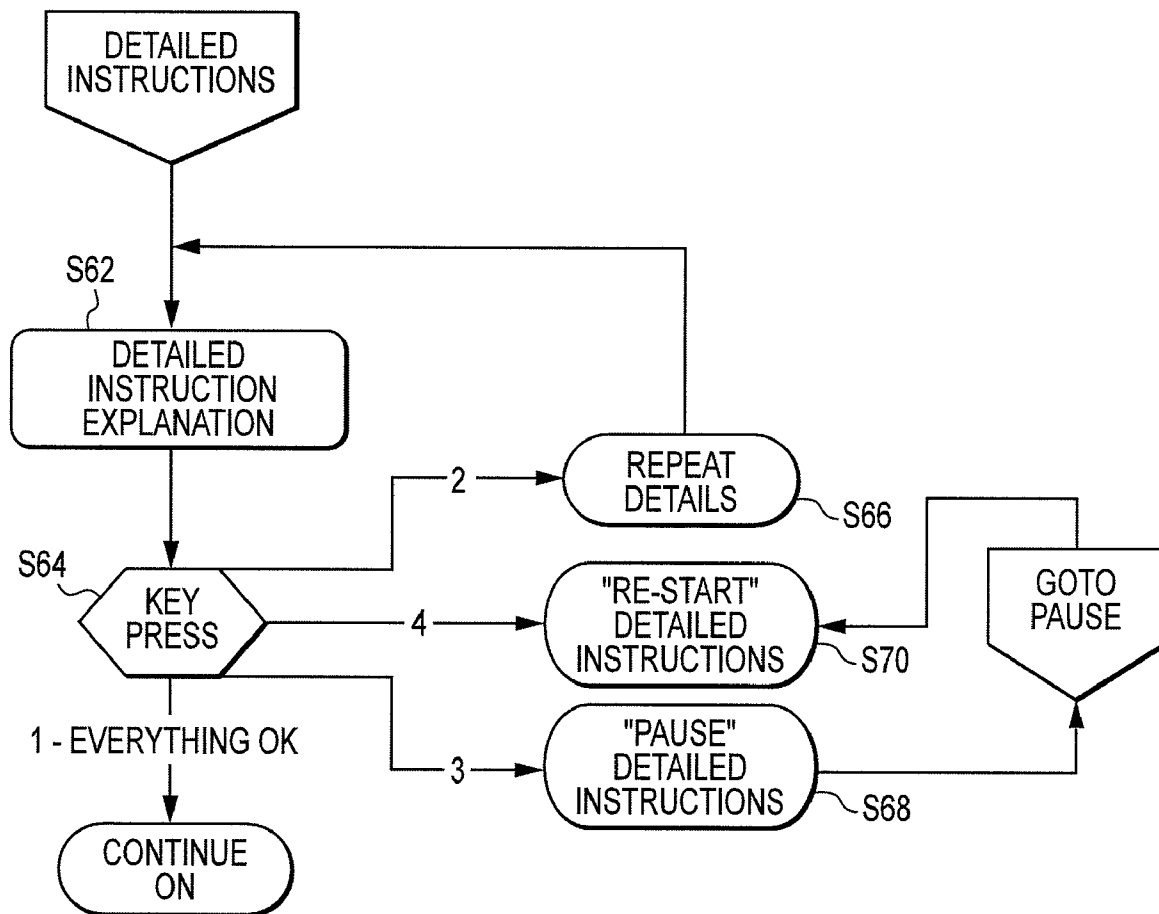 DETAILED
INSTRUCTIONS
S62
DETAILED
INSTRUCTION
EXPLANATION
2
REPEAT
DETAILS
S66
S64
KEY
PRESS
4
"RE-START"
DETAILED
INSTRUCTIONS
S70
GOTO
PAUSE
1 - EVERYTHING OK
3
"PAUSE"
DETAILED
INSTRUCTIONS
S68
CONTINUE
ON